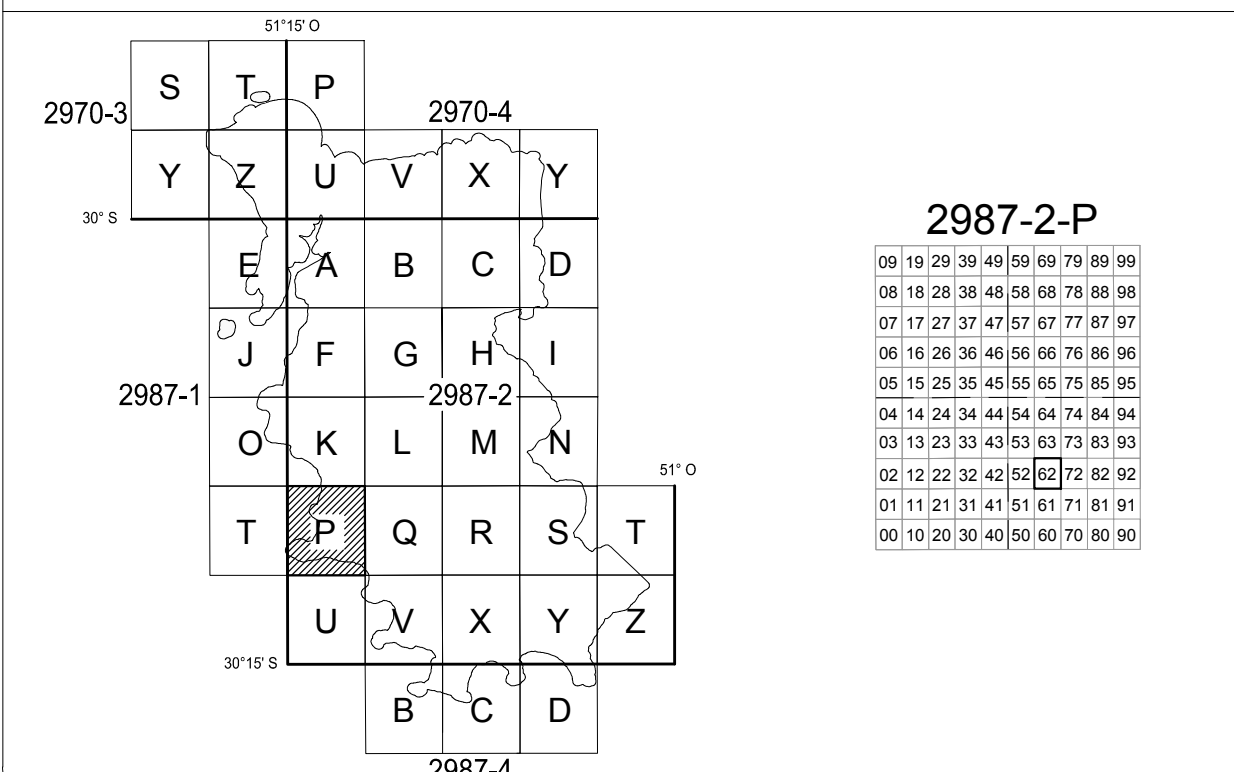 51°15' O
S T P
2970-3
2970-4
Y Z U V X Y
30° S
E A B C D
J F G H I
2987-1
2987-2
O K L M N
51° O
T P Q R S T
U V X Y Z
30°15' S
B C D
2987-4
2987-2-P
09 19 29 39 49 59 69 79 89 99
08 18 28 38 48 58 68 78 88 98
07 17 27 37 47 57 67 77 87 97
06 16 26 36 46 56 66 76 86 96
05 15 25 35 45 55 65 75 85 95
04 14 24 34 44 54 64 74 84 94
03 13 23 33 43 53 63 73 83 93
02 12 22 32 42 52 62 72 82 92
01 11 21 31 41 51 61 71 81 91
00 10 20 30 40 50 60 70 80 90